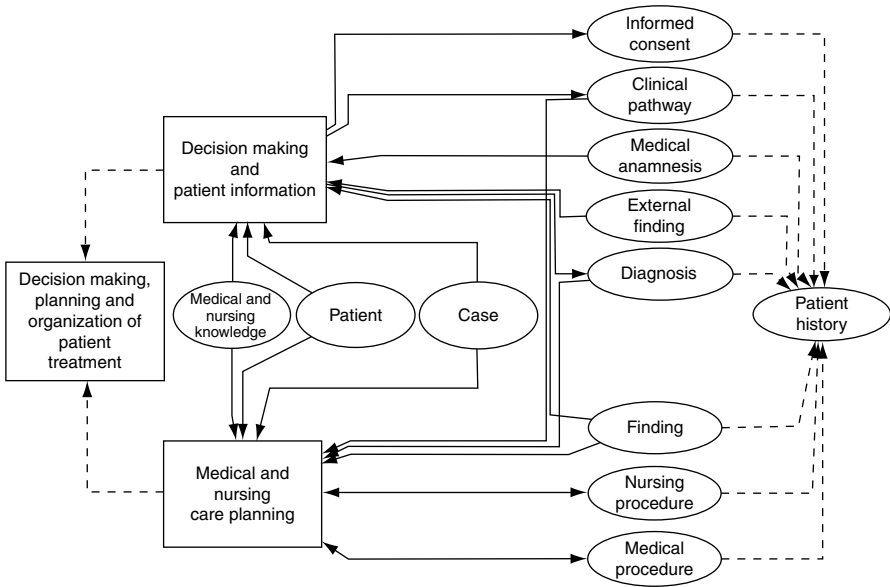 Informed
consent
Clinical
pathway
Decision making
and
patient information
Medical
anamnesis
External
finding
Diagnosis
Decision making,
planning and
organization of
patient
treatment
Medical and
nursing
knowledge
Patient
Case
Patient
history
Finding
Medical and
nursing
care planning
Nursing
procedure
Medical
procedure